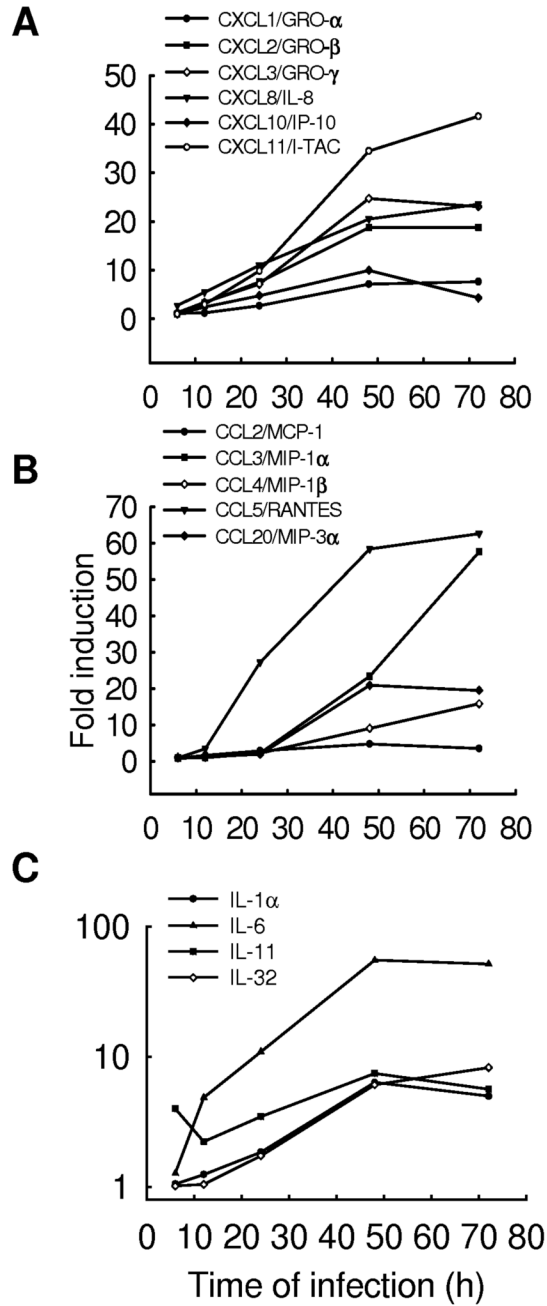 A
CXCL1/GRO-α
CXCL2/GRO-β
CXCL3/GRO-γ
CXCL8/IL-8
CXCL10/IP-10
CXCL11/I-TAC
50
40
30
20
10
0
0 10 20 30 40 50 60 70 80
B
CCL2/MCP-1
CCL3/MIP-1α
CCL4/MIP-1β
CCL5/RANTES
CCL20/MIP-3α
70
60
50
40
30
20
10
0
Fold induction
0 10 20 30 40 50 60 70 80
C
IL-1α
IL-6
IL-11
IL-32
100
10
1
0 10 20 30 40 50 60 70 80
Time of infection (h)